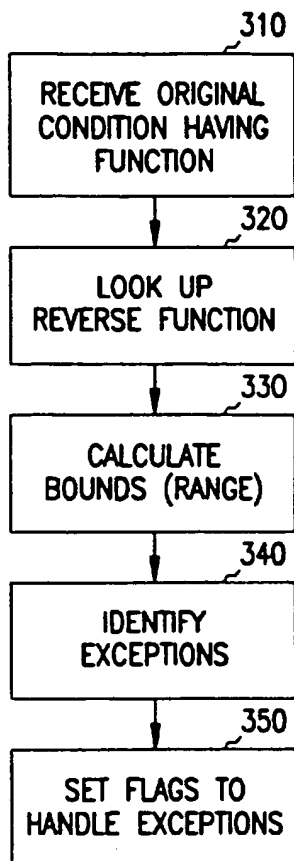 310
RECEIVE ORIGINAL
CONDITION HAVING
FUNCTION
320
LOOK UP
REVERSE FUNCTION
330
CALCULATE
BOUNDS (RANGE)
340
IDENTIFY
EXCEPTIONS
350
SET FLAGS TO
HANDLE EXCEPTIONS